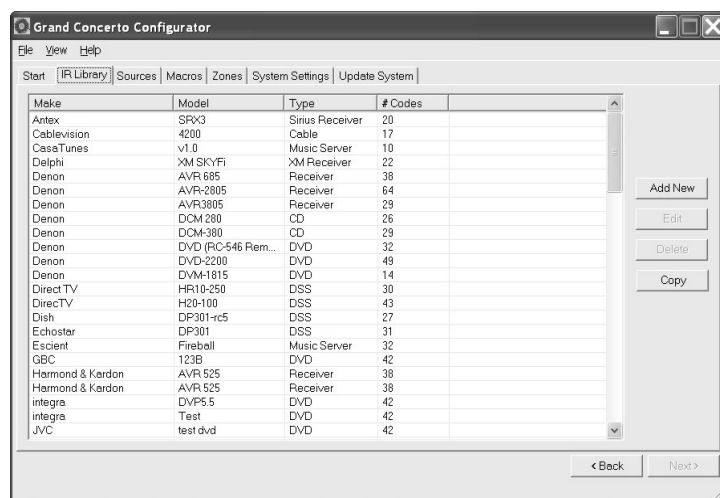 Grand Concerto Configurator
File View Help
Start IR Library Sources Macros Zones System Settings Update System
Make Model Type # Codes
Antex SRX3 Sirius Receiver 20
Cablevision 4200 Cable 17
CasaTunes v1.0 Music Server 10
Delphi XM SKYFi XM Receiver 22
Denon AVR 685 Receiver 38
Denon AVR-2805 Receiver 64
Denon AVR3805 Receiver 29
Denon DCM 280 CD 26
Denon DCM-380 CD 29
Denon DVD (RC-546 Rem... DVD 32
Denon DVD-2200 DVD 49
Denon DVM-1815 DVD 14
Direct TV HR10-250 DSS 30
DirecTV H20-100 DSS 43
Dish DP301-rc5 DSS 27
Echostar DP301 DSS 31
Escient Fireball Music Server 32
GBC 123B DVD 42
Harmond & Kardon AVR 525 Receiver 38
Harmond & Kardon AVR 525 Receiver 38
integra DVP5.5 DVD 42
integra Test DVD 42
JVC test dvd DVD 42
Add New
Edit
Delete
Copy
< Back Next >